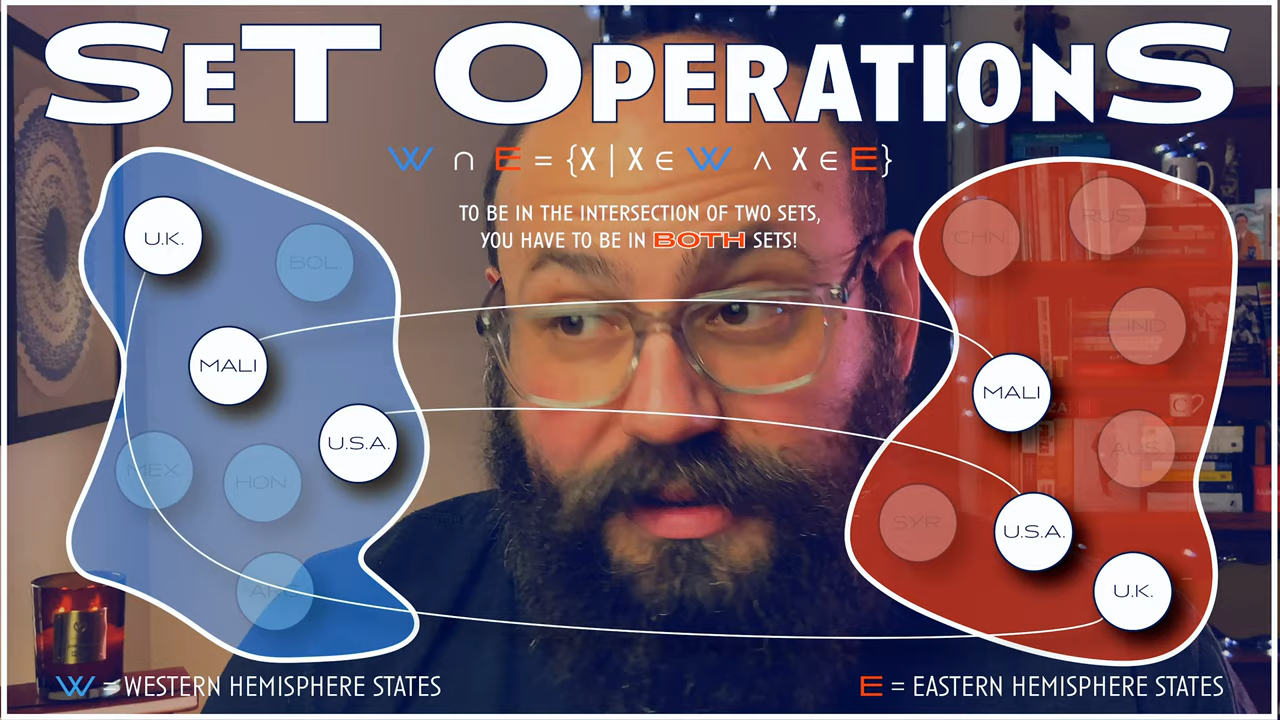 SET OPERATIONS
W ∩ E = {X | X ∈ W ∧ X ∈ E}
TO BE IN THE INTERSECTION OF TWO SETS,
YOU HAVE TO BE IN BOTH SETS!
U.K.
BOL.
MALI
U.S.A.
MEX
HON
CHN.
RUS
IND
MALI
AUS
SYR
U.S.A.
U.K.
W = WESTERN HEMISPHERE STATES
E = EASTERN HEMISPHERE STATES